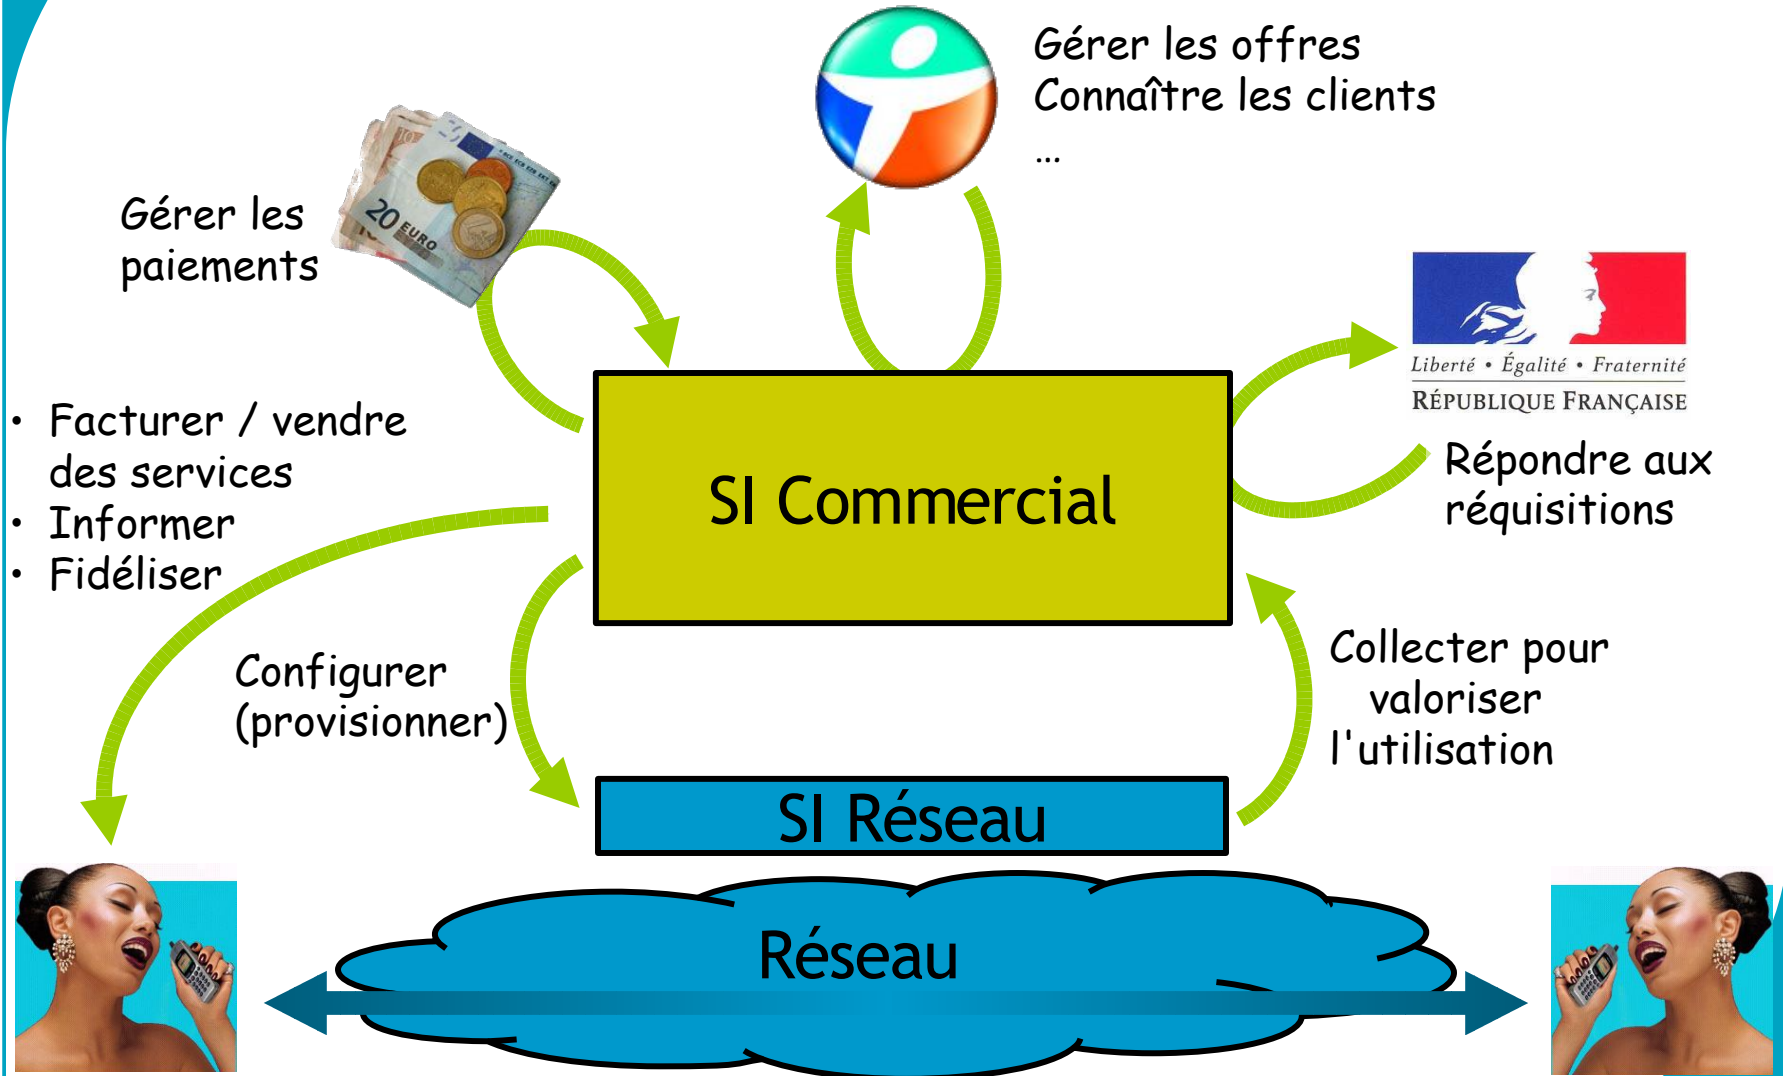 Gérer les offres
Connaître les clients
...
Gérer les
paiements
20 EURO
Liberté • Égalité • Fraternité
RÉPUBLIQUE FRANÇAISE
Répondre aux
réquisitions
• Facturer / vendre
des services
• Informer
• Fidéliser
SI Commercial
Configurer
(provisionner)
Collecter pour
valoriser
l'utilisation
SI Réseau
Réseau